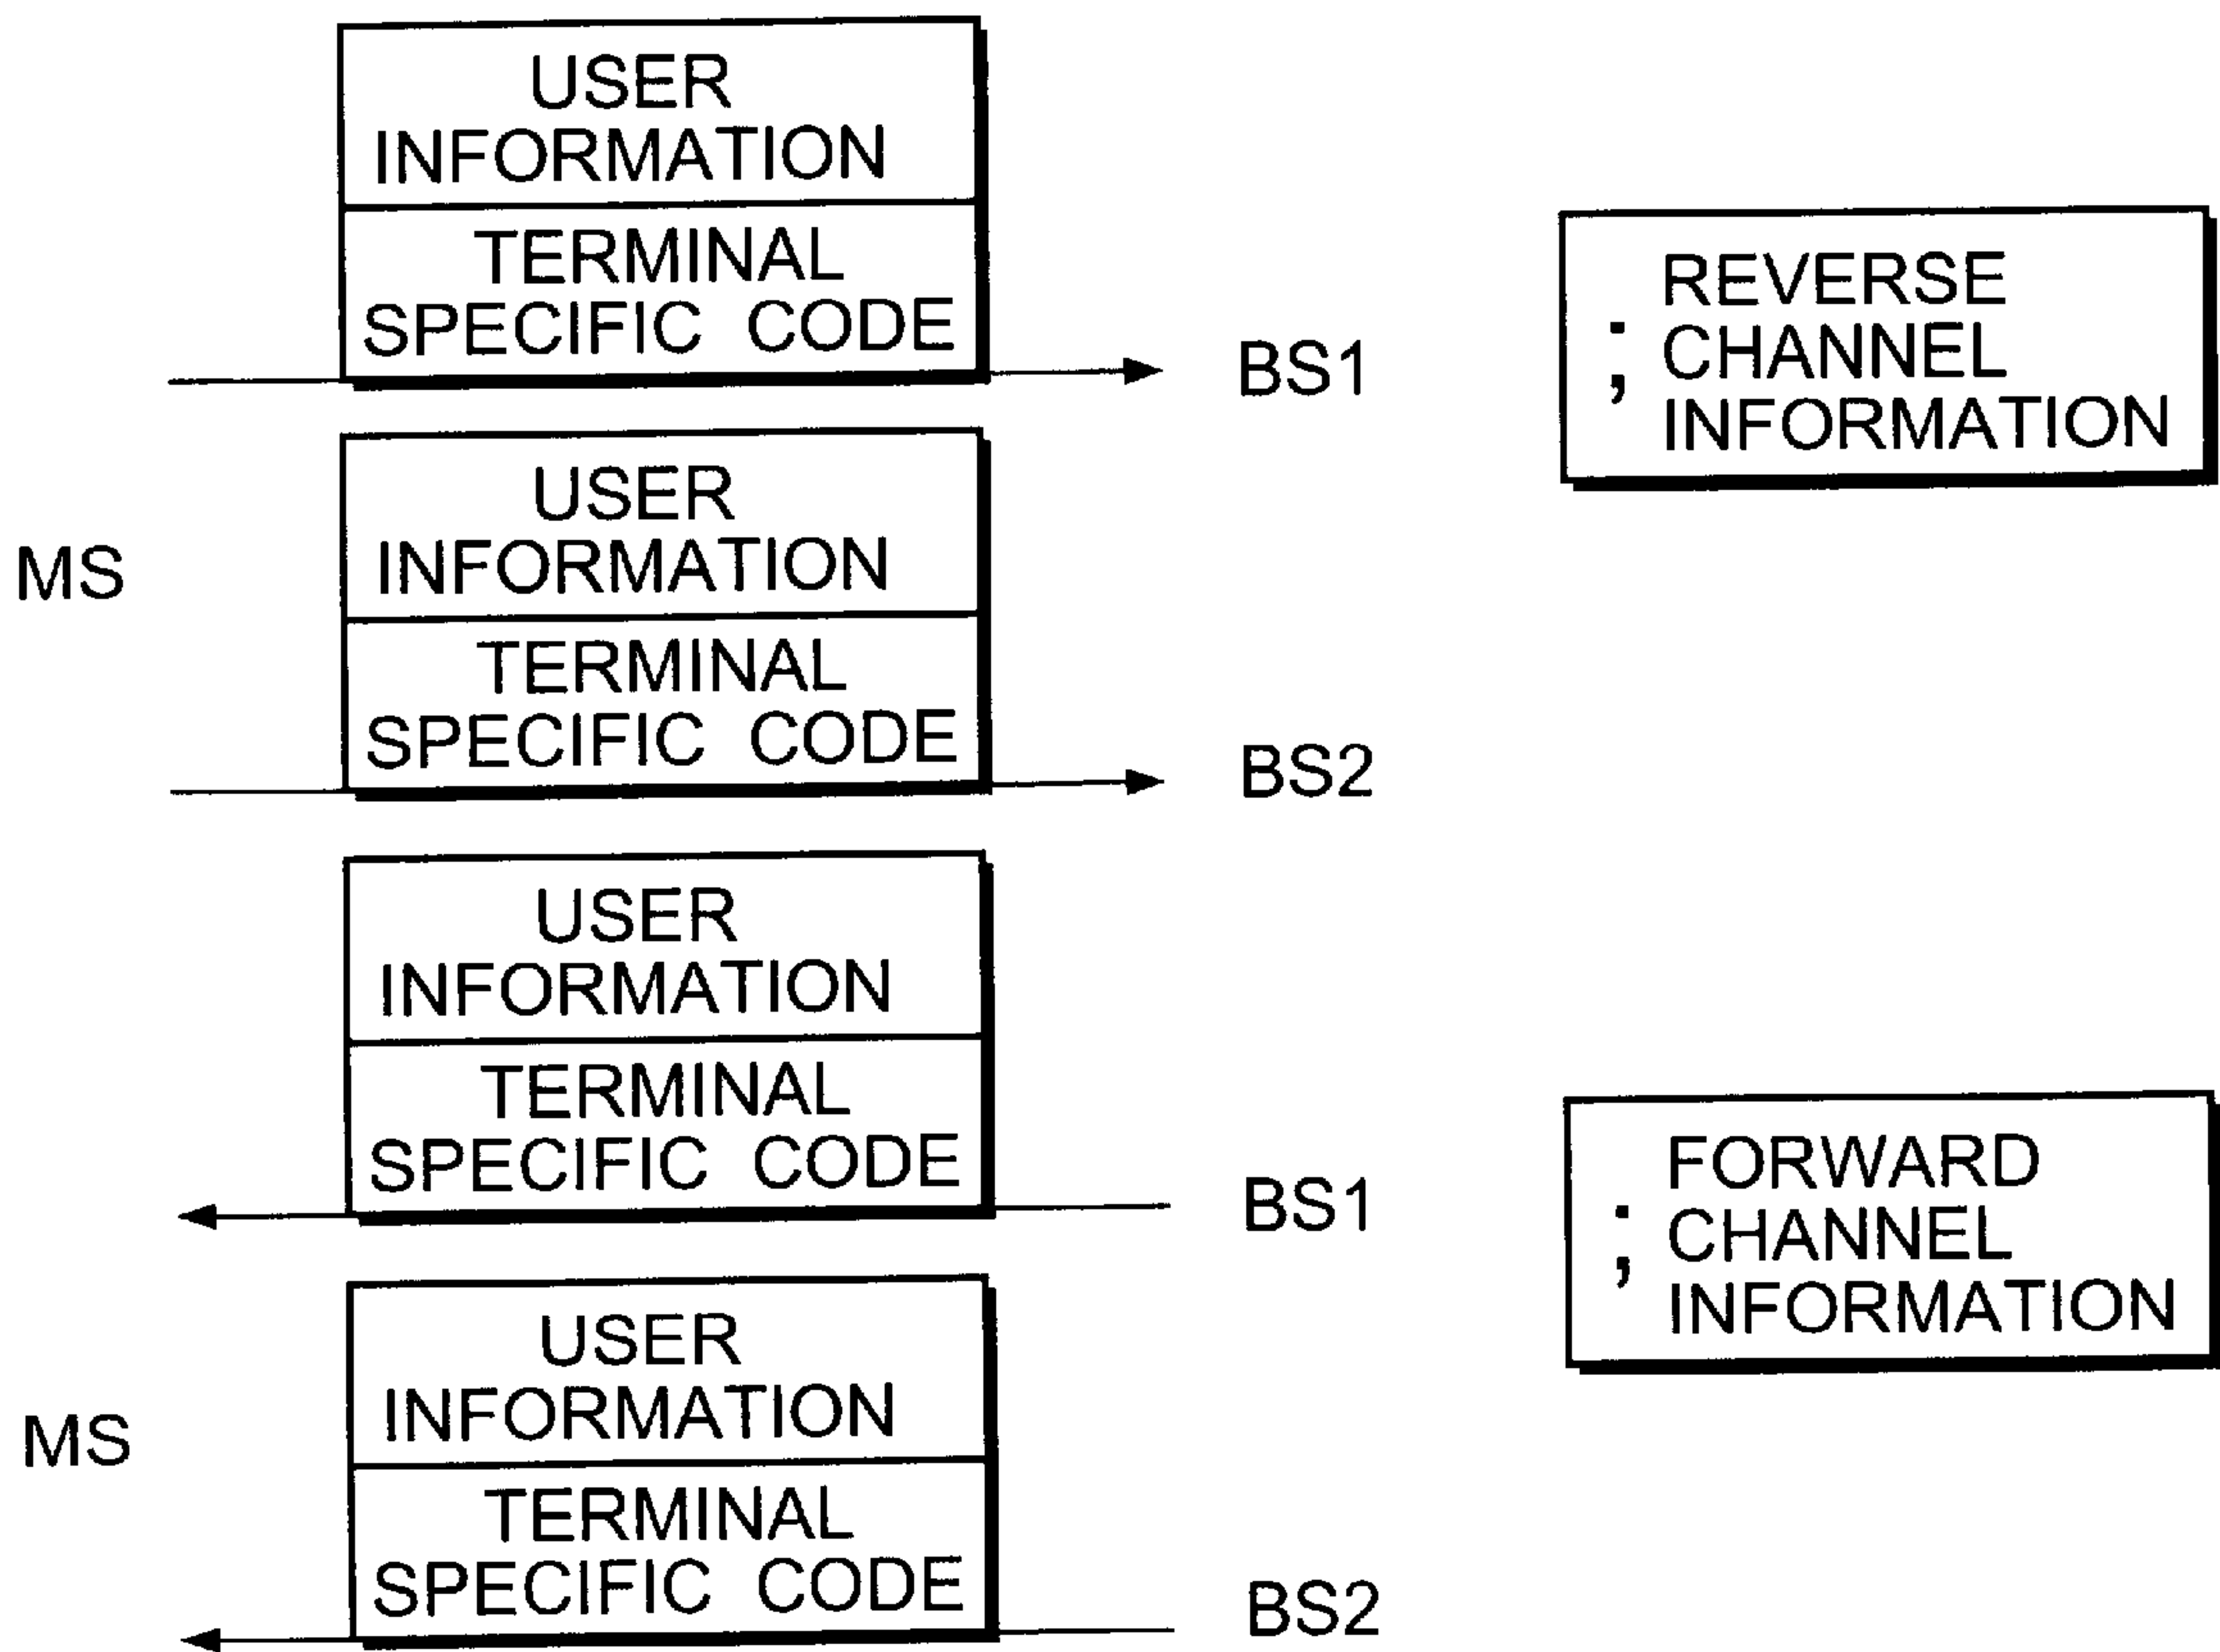 USER
INFORMATION
TERMINAL
SPECIFIC CODE
BS1
REVERSE
; CHANNEL
INFORMATION
MS
USER
INFORMATION
TERMINAL
SPECIFIC CODE
BS2
USER
INFORMATION
TERMINAL
SPECIFIC CODE
BS1
FORWARD
; CHANNEL
INFORMATION
MS
USER
INFORMATION
TERMINAL
SPECIFIC CODE
BS2